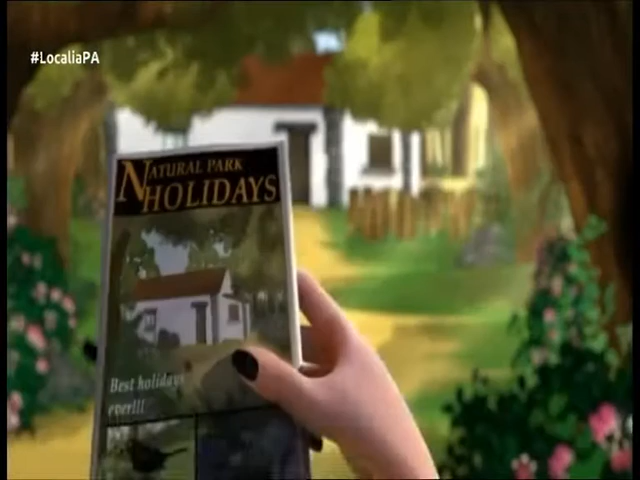 #LocaliaPA
NATURAL PARK
HOLIDAYS
Best holidays
ever!!!